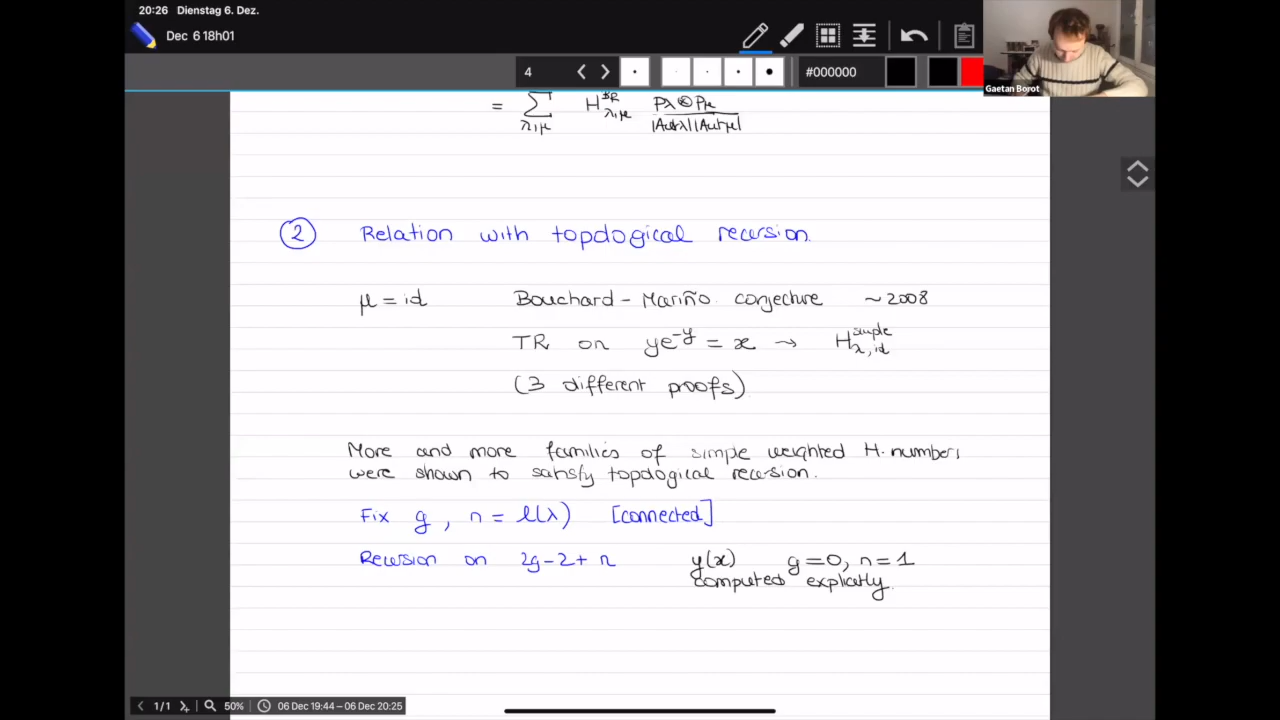 20:26 Dienstag 6. Dez.
Dec 6 18h01
4
#000000
Gaetan Borot
= ∑_{λ,μ} H^{BR}_{λ,μ} Pλ ⊗ Pμ / |Aut λ| |Aut μ|
② Relation with topological recursion.
μ = id Bouchard - Mariño conjecture ~ 2008
TR on ye^{-y} = x ⇝ H^{simple}_{λ, id}
(3 different proofs)
More and more families of simple weighted H. numbers
were shown to satisfy topological recursion.
Fix g, n = l(λ) [connected]
Recursion on 2g-2+n y(x) g=0, n=1
computed explicitly.
1/1 50% 06 Dec 19:44 – 06 Dec 20:25